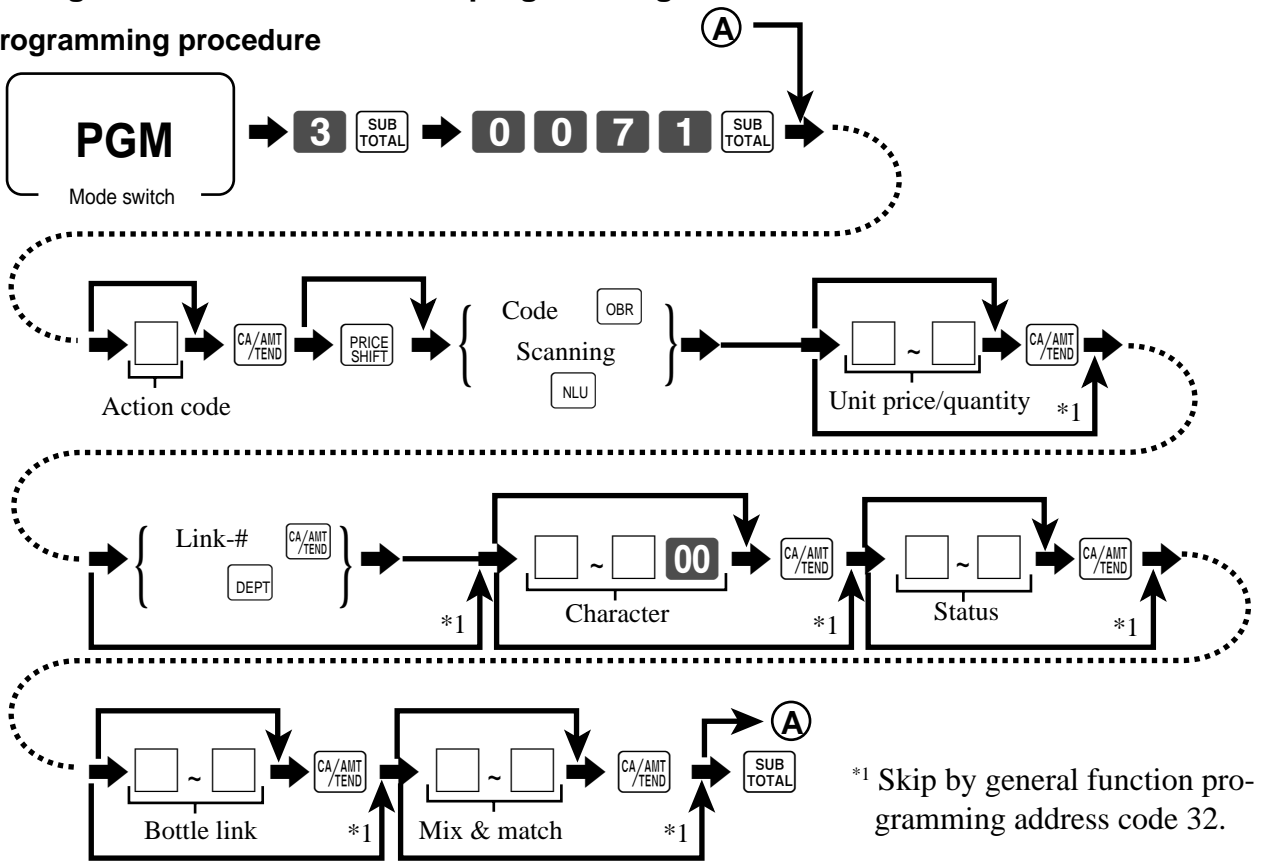 programming
rogramming procedure
A
PGM
Mode switch
3 SUB TOTAL 0 0 7 1 SUB TOTAL
CA/AMT /TEND PRICE SHIFT Code OBR
Scanning
NLU
~ CA/AMT /TEND
Action code
Unit price/quantity *1
Link-# CA/AMT /TEND
DEPT
*1
~ 00 CA/AMT /TEND
Character *1
~ CA/AMT /TEND
Status *1
~ CA/AMT /TEND
Bottle link *1
~ CA/AMT /TEND
Mix & match *1
A
SUB TOTAL
*1 Skip by general function pro-
gramming address code 32.